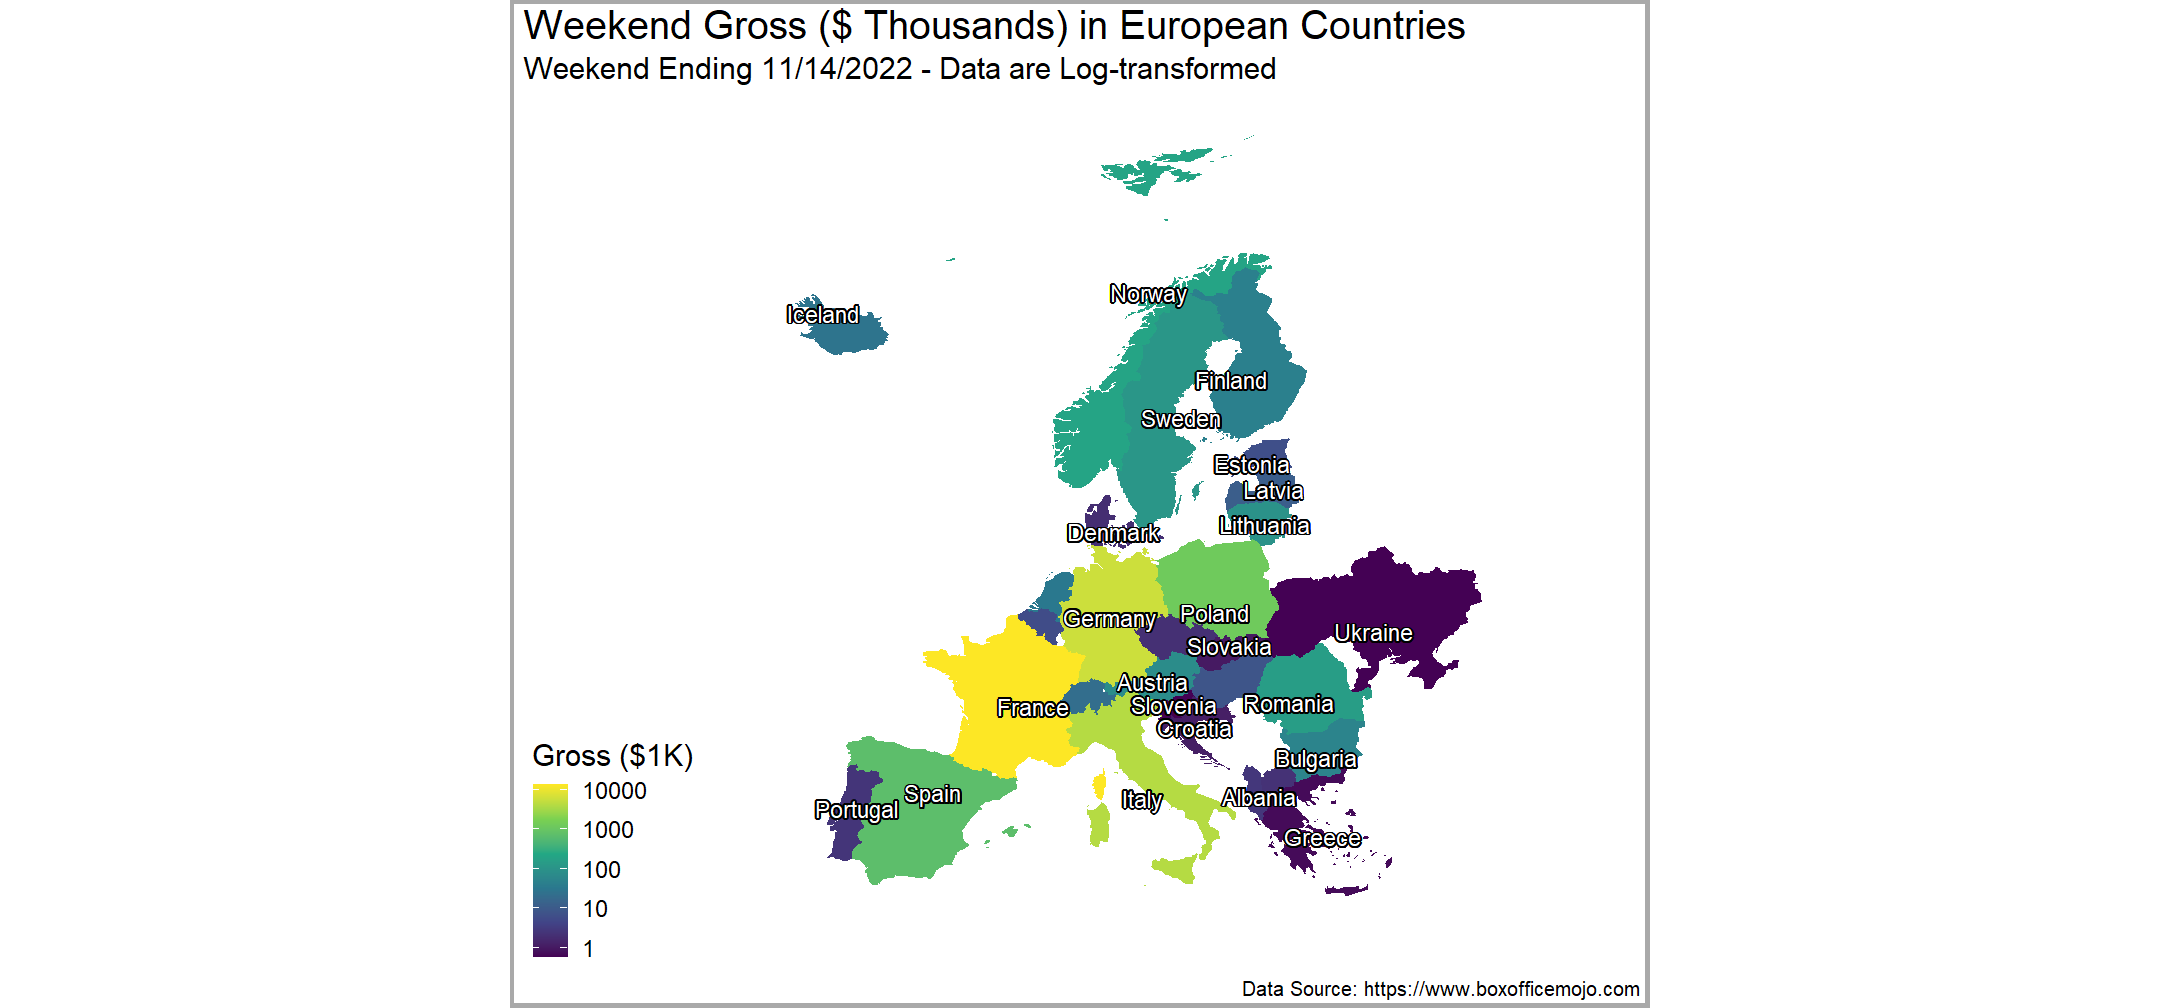 Weekend Gross ($ Thousands) in European Countries
Weekend Ending 11/14/2022 - Data are Log-transformed
Norway
Iceland
Finland
Sweden
Estonia
Latvia
Lithuania
Denmark
Poland
Germany
Ukraine
Slovakia
Austria
Romania
Slovenia
France
Croatia
Bulgaria
Spain
Albania
Italy
Portugal
Greece
Gross ($1K)
10000
1000
100
10
1
Data Source: https://www.boxofficemojo.com